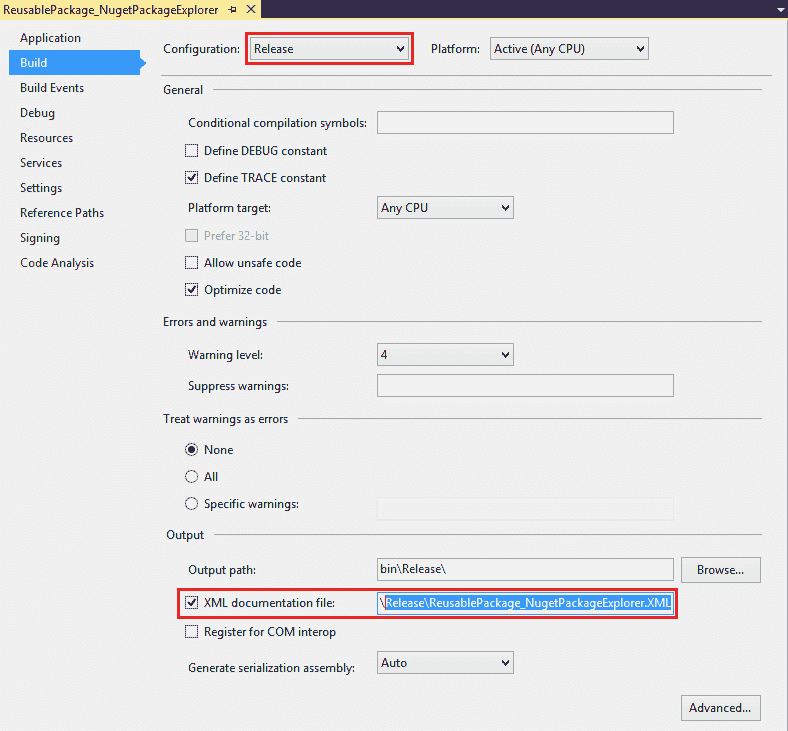 ReusablePackage_NugetPackageExplorer
Application
Build
Build Events
Debug
Resources
Services
Settings
Reference Paths
Signing
Code Analysis
Configuration: Release Platform: Active (Any CPU)
General
Conditional compilation symbols:
Define DEBUG constant
Define TRACE constant
Platform target: Any CPU
Prefer 32-bit
Allow unsafe code
Optimize code
Errors and warnings
Warning level: 4
Suppress warnings:
Treat warnings as errors
None
All
Specific warnings:
Output
Output path: bin\Release\ Browse...
XML documentation file: \Release\ReusablePackage_NugetPackageExplorer.XML
Register for COM interop
Generate serialization assembly: Auto
Advanced...